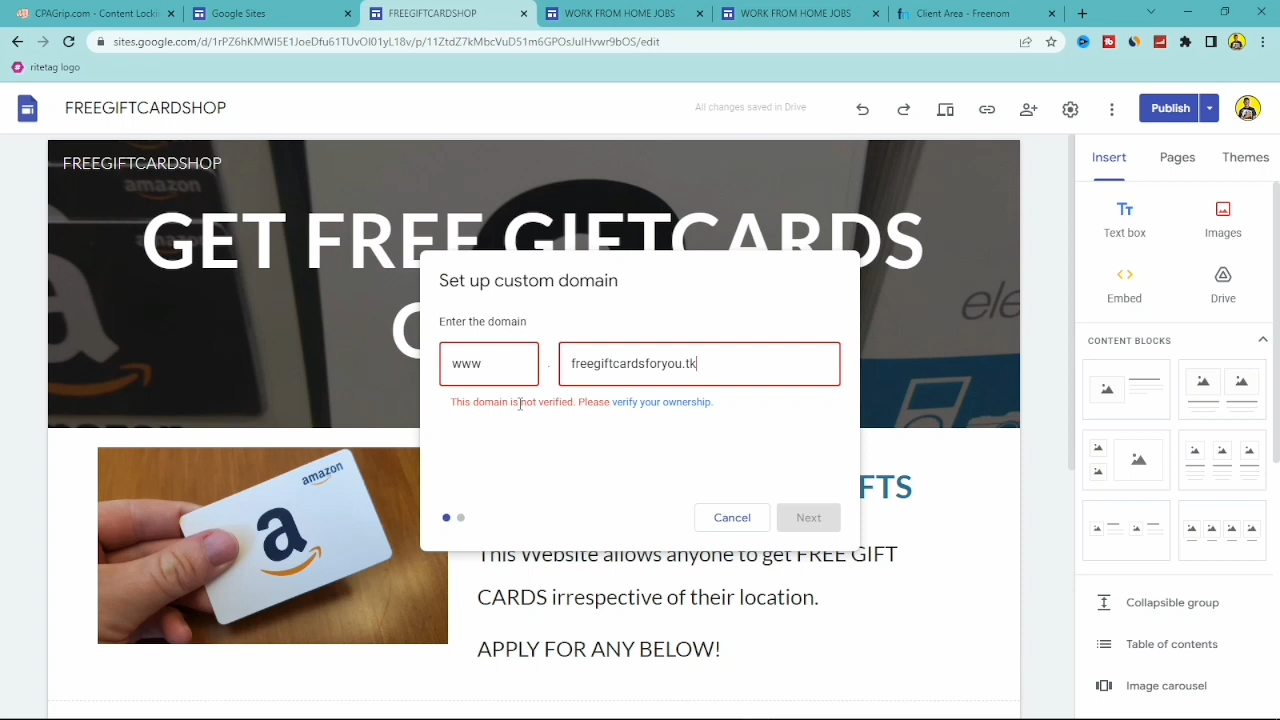 CPAGrip.com - Content Locki
Google Sites
FREEGIFTCARDSHOP
WORK FROM HOME JOBS
WORK FROM HOME JOBS
Client Area - Freenom
sites.google.com/d/1rPZ6hKMWI5E1JoeDfu61TUvOl01yL18v/p/11ZtdZ7kMbcVuD51m6GPOsJuIHvwr9bOS/edit
ritetag logo
FREEGIFTCARDSHOP
All changes saved in Drive
Publish
Insert
Pages
Themes
FREEGIFTCARDSHOP
amazon
GET FREE GIFTCARDS
Text box
Images
Embed
Drive
Set up custom domain
Enter the domain
www
.
freegiftcardsforyou.tk
This domain is not verified. Please verify your ownership.
CONTENT BLOCKS
Cancel
Next
amazon
a
FTS
This Website allows anyone to get FREE GIFT
CARDS irrespective of their location.
APPLY FOR ANY BELOW!
Collapsible group
Table of contents
Image carousel